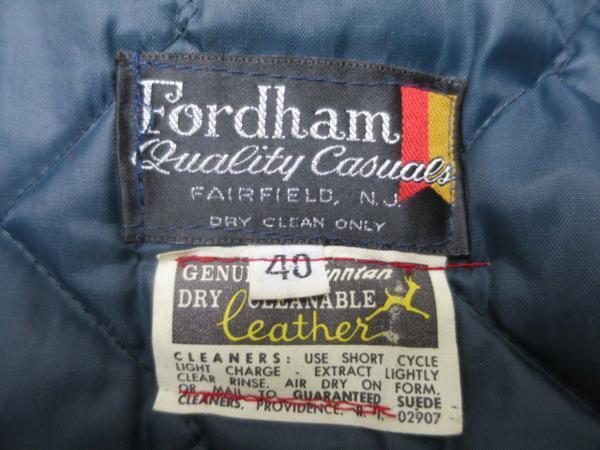 Fordham
Quality Casuals
FAIRFIELD, N.J.
DRY CLEAN ONLY
40
DRY CLEANABLE
leather
CLEANERS: USE SHORT CYCLE
LIGHT CHARGE - EXTRACT LIGHTLY
CLEAR RINSE. AIR DRY ON FORM.
OR MAIL TO GUARANTEED SUEDE
CLEANERS, PROVIDENCE, R. I. 02907